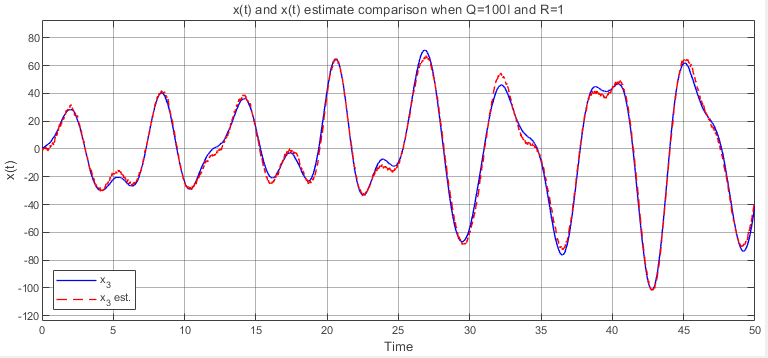 x(t) and x(t) estimate comparison when Q=100I and R=1
x(t)
80
60
40
20
0
-20
-40
-60
-80
-100
-120
x3
x3 est.
0 5 10 15 20 25 30 35 40 45 50
Time